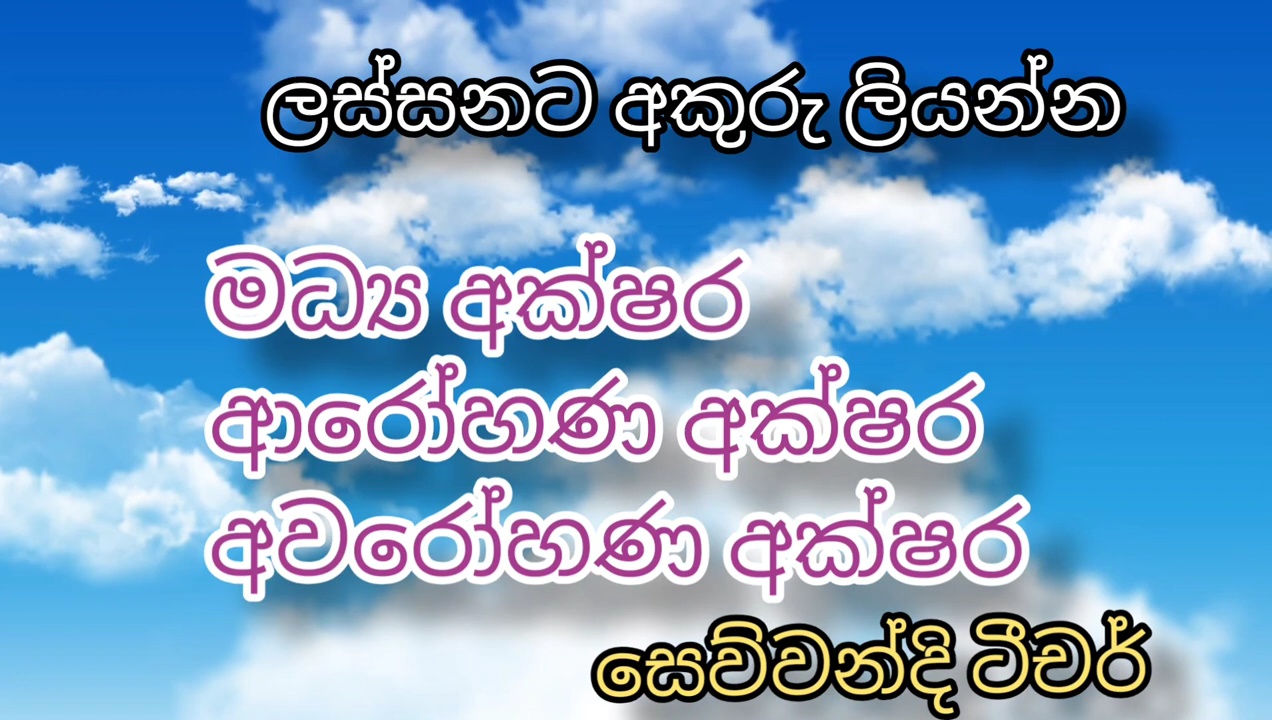 ලස්සනට අකුරු ලියන්න
මධ්‍ය අක්ෂර
ආරෝහණ අක්ෂර
අවරෝහණ අක්ෂර
සෙව්වන්දි ටීචර්